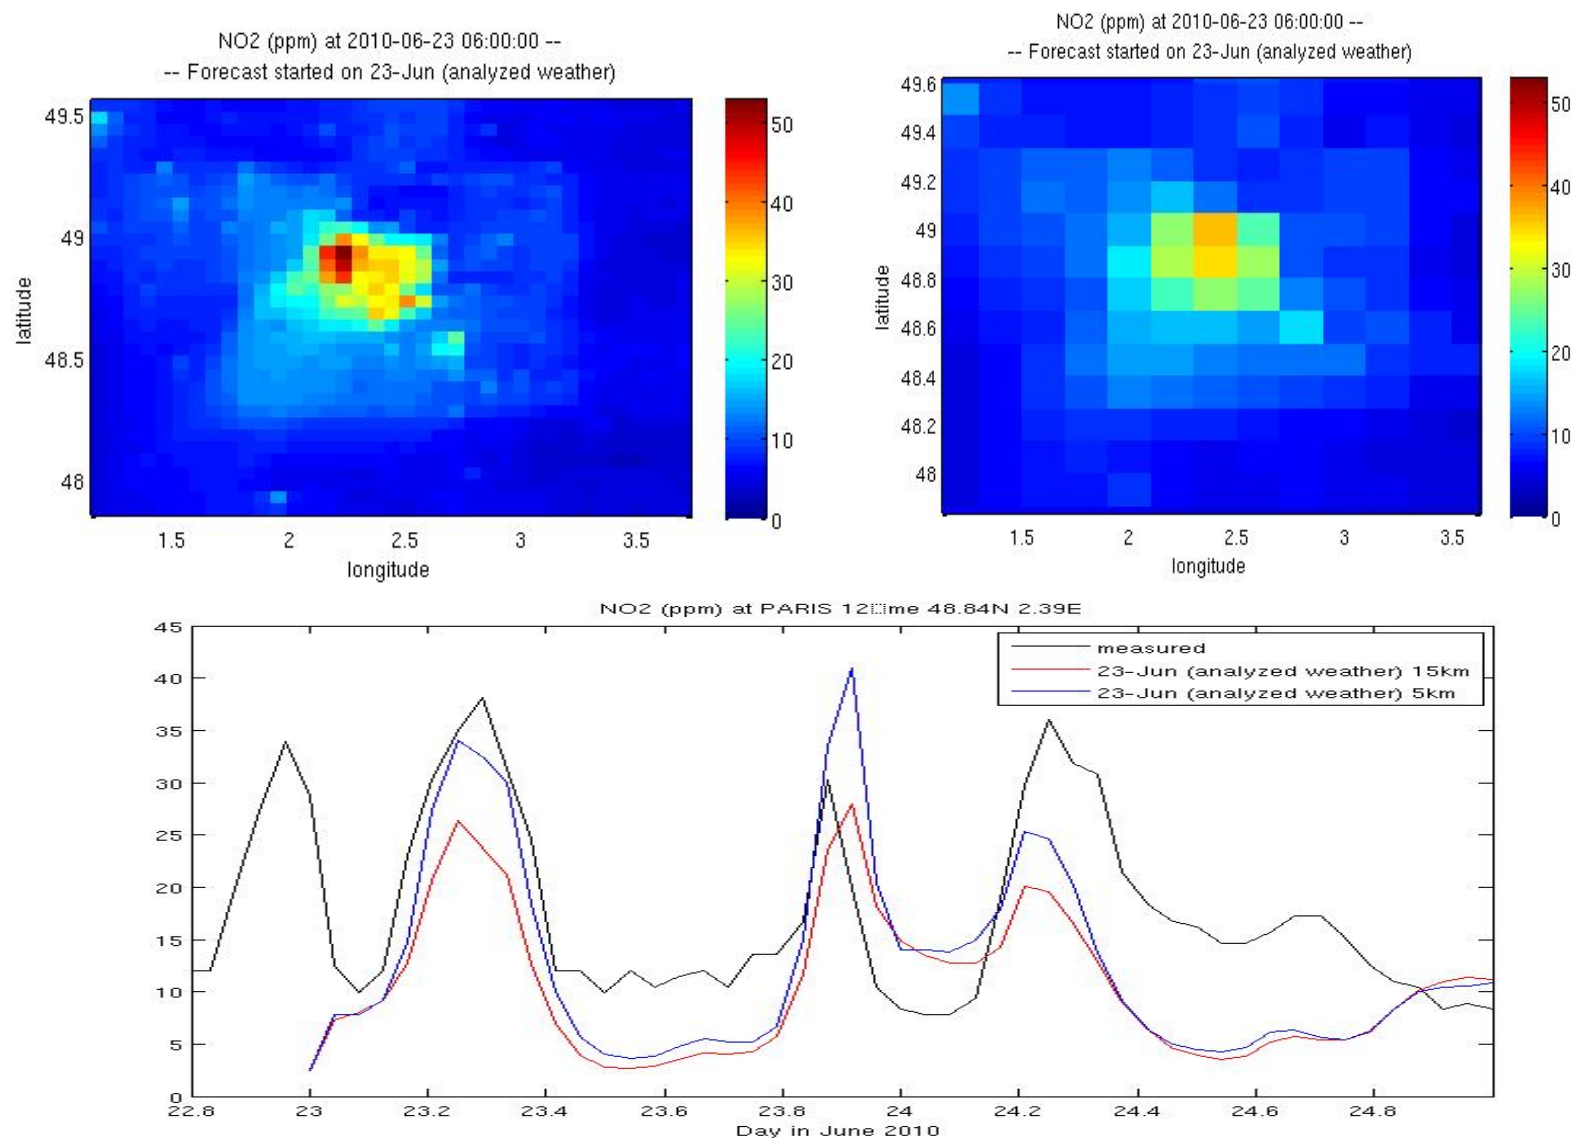 NO2 (ppm) at 2010-06-23 06:00:00 --
-- Forecast started on 23-Jun (analyzed weather)
49.5
49
48.5
48
latitude
1.5 2 2.5 3 3.5
longitude
50
40
30
20
10
0
NO2 (ppm) at 2010-06-23 06:00:00 --
-- Forecast started on 23-Jun (analyzed weather)
49.6
49.4
49.2
49
48.8
48.6
48.4
48.2
48
latitude
1.5 2 2.5 3 3.5
longitude
50
40
30
20
10
0
NO2 (ppm) at PARIS 12▯▯me 48.84N 2.39E
45
40
35
30
25
20
15
10
5
0
measured
23-Jun (analyzed weather) 15km
23-Jun (analyzed weather) 5km
22.8 23 23.2 23.4 23.6 23.8 24 24.2 24.4 24.6 24.8
Day in June 2010